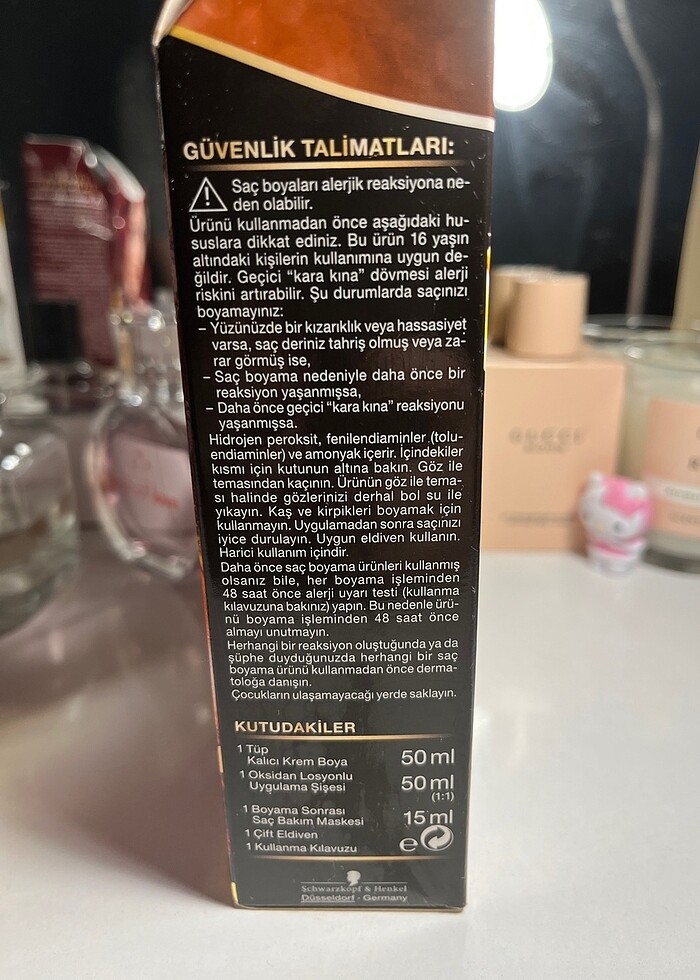 GÜVENLİK TALİMATLARI:
Saç boyaları alerjik reaksiyona ne-
den olabilir.
Ürünü kullanmadan önce aşağıdaki hu-
suslara dikkat ediniz. Bu ürün 16 yaşın
altındaki kişilerin kullanımına uygun de-
ğildir. Geçici “kara kına” dövmesi alerji
riskini artırabilir. Şu durumlarda saçınızı
boyamayınız:
– Yüzünüzde bir kızarıklık veya hassasiyet
varsa, saç deriniz tahriş olmuş veya za-
rar görmüş ise,
– Saç boyama nedeniyle daha önce bir
reaksiyon yaşanmışsa,
– Daha önce geçici “kara kına” reaksiyonu
yaşanmışsa.
Hidrojen peroksit, fenilendiaminler (tolu-
endiaminler) ve amonyak içerir. İçindekiler
kısmı için kutunun altına bakın. Göz ile
temasından kaçının. Ürünün göz ile tema-
sı halinde gözlerinizi derhal bol su ile
yıkayın. Kaş ve kirpikleri boyamak için
kullanmayın. Uygulamadan sonra saçınızı
iyice durulayın. Uygun eldiven kullanın.
Harici kullanım içindir.
Daha önce saç boyama ürünleri kullanmış
olsanız bile, her boyama işleminden
48 saat önce alerji uyarı testi (kullanma
kılavuzuna bakınız) yapın. Bu nedenle ürü-
nü boyama işleminden 48 saat önce
almayı unutmayın.
Herhangi bir reaksiyon oluştuğunda ya da
şüphe duyduğunuzda herhangi bir saç
boyama ürünü kullanmadan önce derma-
toloğa danışın.
Çocukların ulaşamayacağı yerde saklayın.
KUTUDAKİLER
1 Tüp
Kalıcı Krem Boya 50 ml
1 Oksidan Losyonlu
Uygulama Şişesi 50 ml
(1:1)
1 Boyama Sonrası
Saç Bakım Maskesi 15 ml
1 Çift Eldiven
1 Kullanma Kılavuzu ℮
Schwarzkopf & Henkel
Düsseldorf · Germany
GUCCI